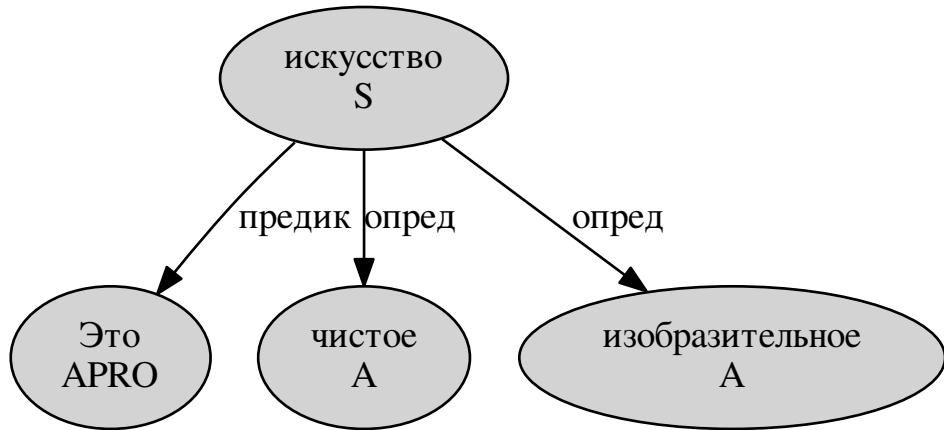 искусство
S
предик
опред
опред
Это
APRO
чистое
A
изобразительное
A